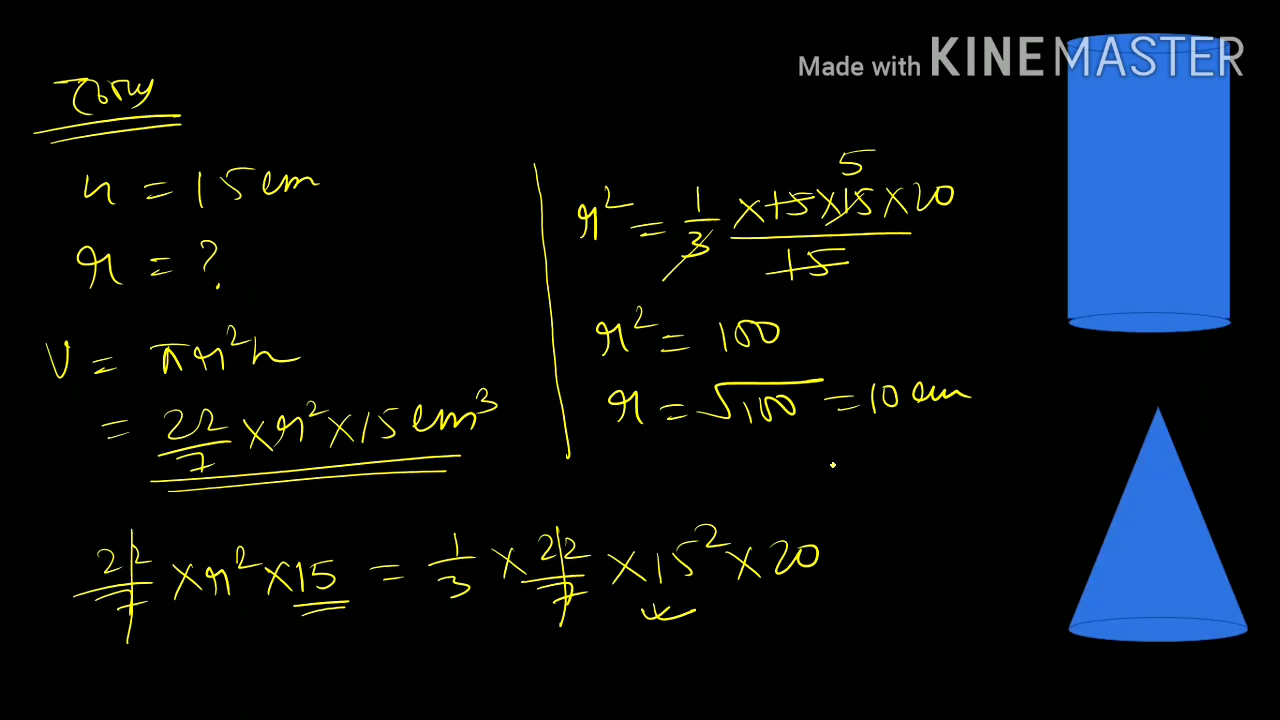 Made with KINEMASTER
h = 15 cm
r = ?
V = πr²h
= 22/7 × r² × 15 cm³
22/7 × r² × 15 = 1/3 × 22/7 × 15² × 20
5
r² = 1/3 × 15 × 15 × 20 / 15
r² = 100
r = √100 = 10 cm